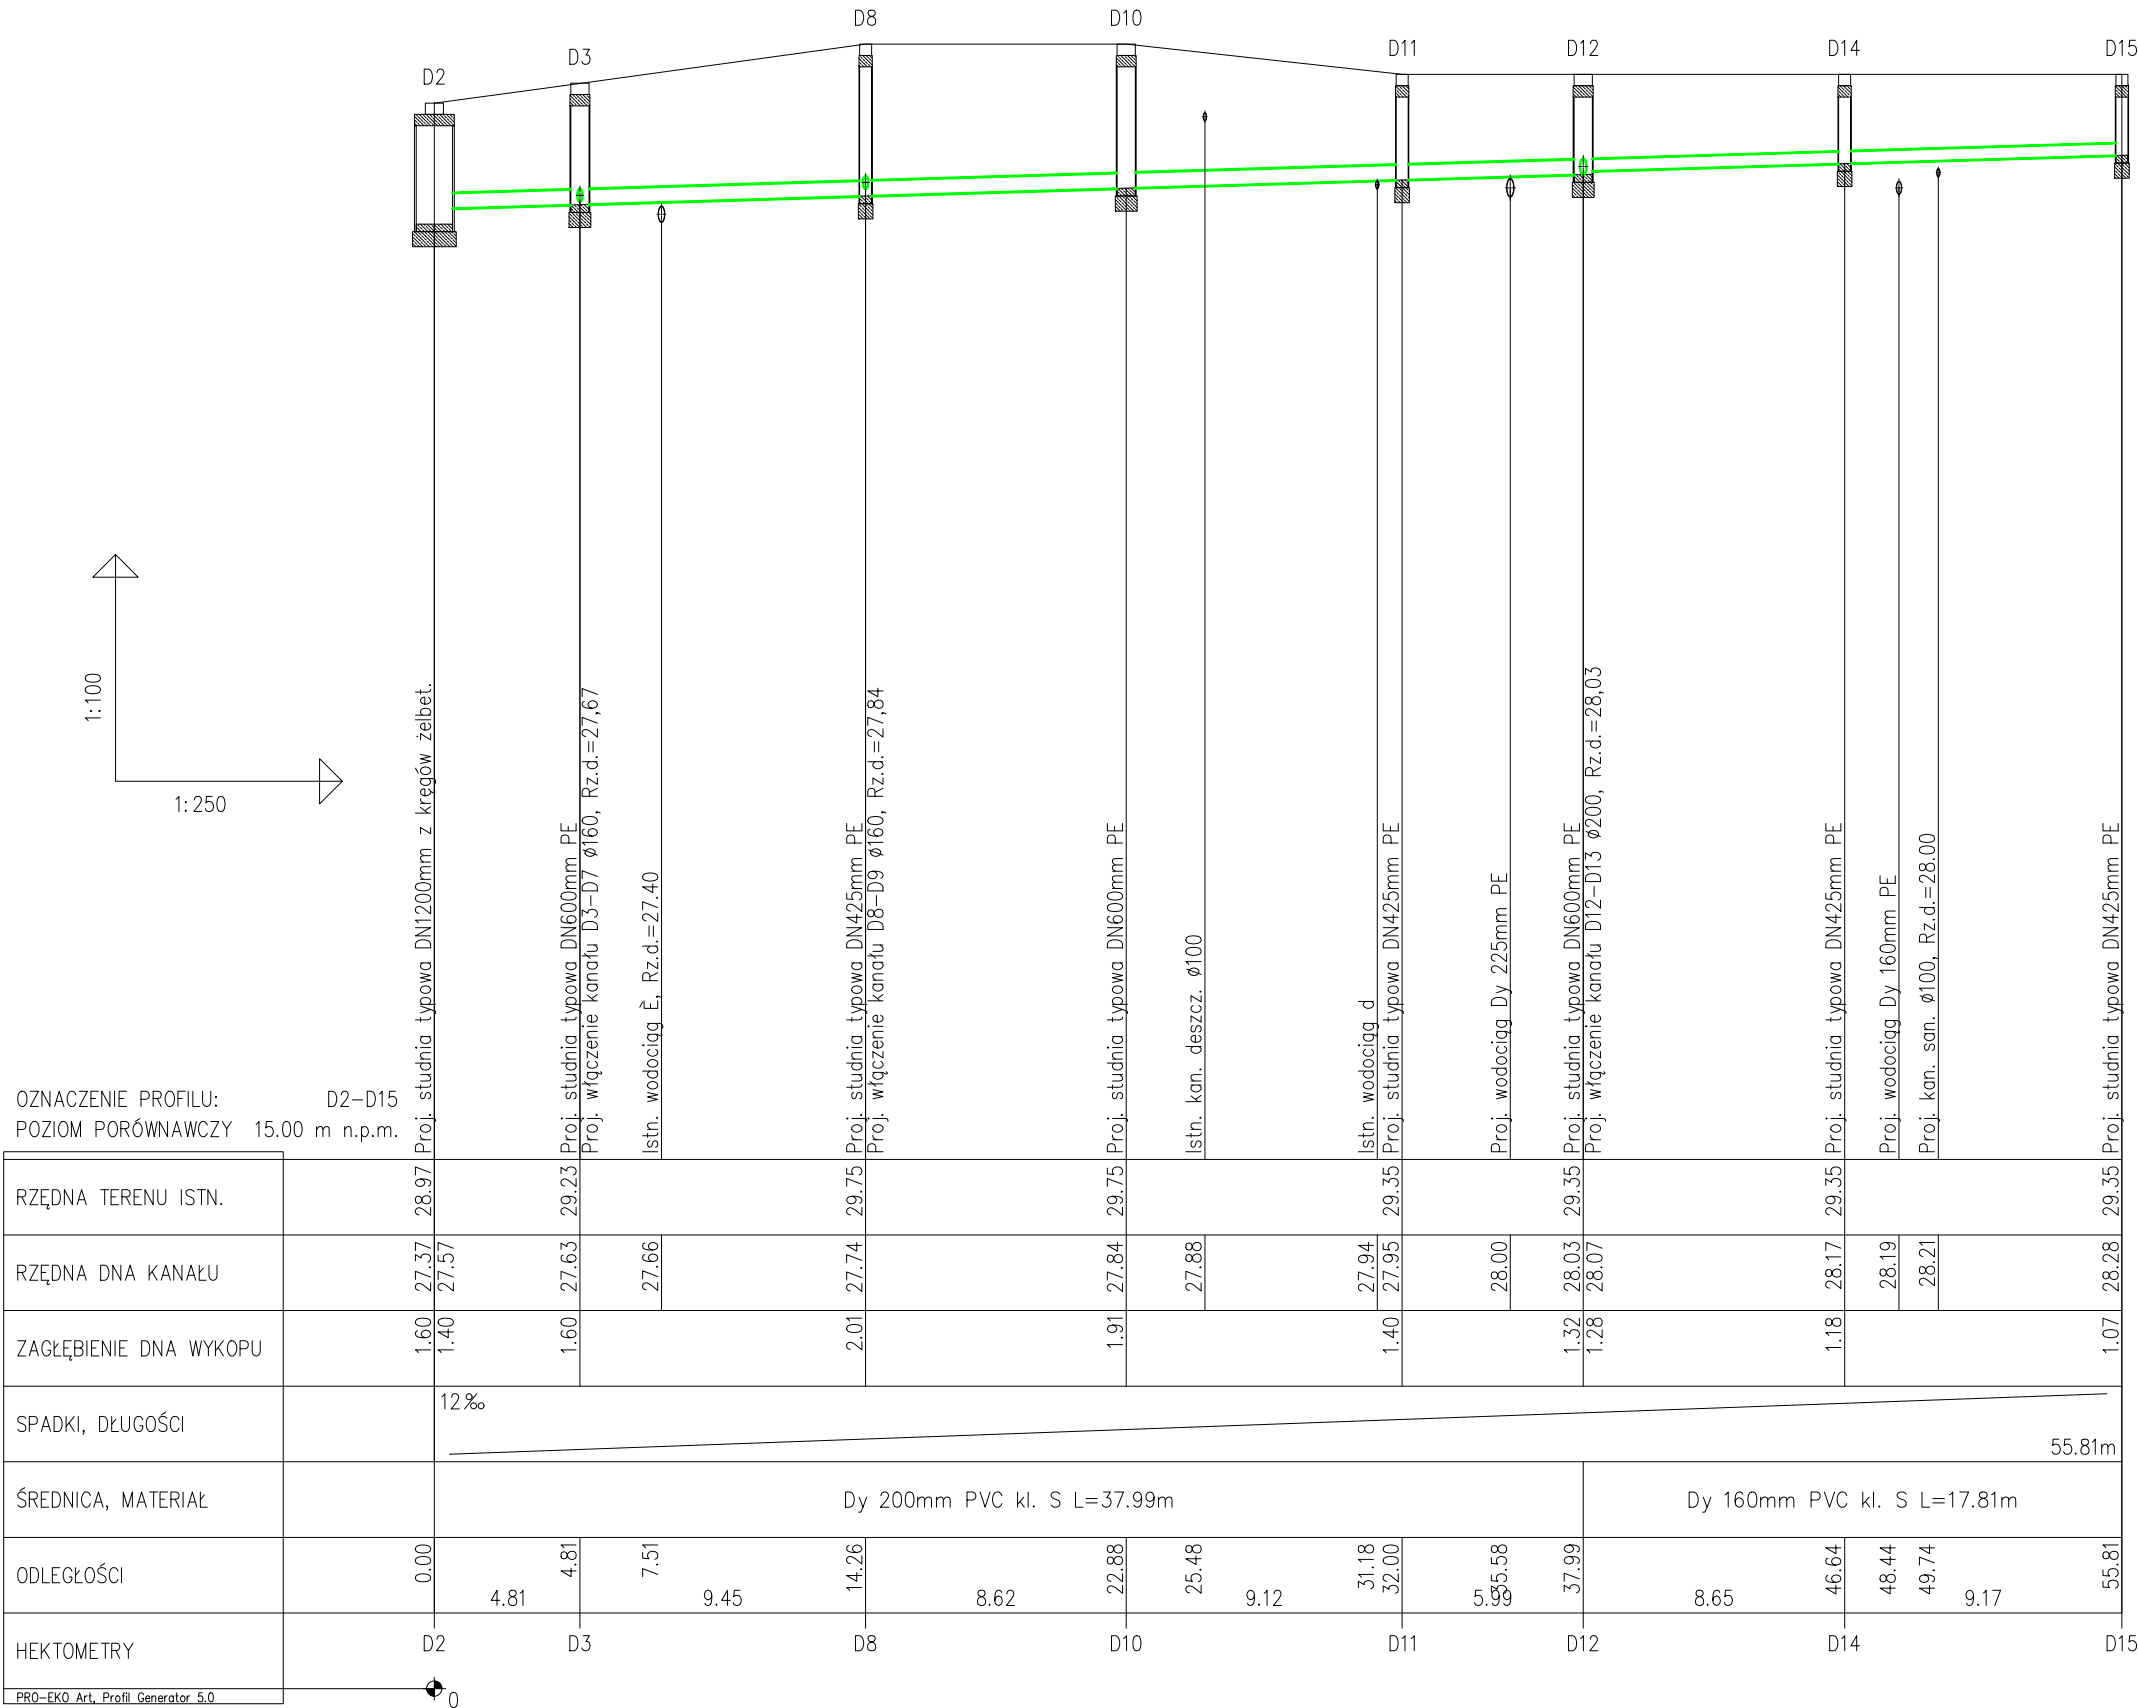 D2
D3
D8
D10
D11
D12
D14
D15
1:100
1:250
Proj. studnia typowa DN1200mm z kręgów żelbet.
Proj. studnia typowa DN600mm PE
Proj. włączenie kanału D3-D7 ø160, Rz.d.=27,67
Istn. wodociąg È, Rz.d.=27.40
Proj. studnia typowa DN425mm PE
Proj. włączenie kanału D8-D9 ø160, Rz.d.=27,84
Proj. studnia typowa DN600mm PE
Istn. kan. deszcz. ø100
Istn. wodociąg d
Proj. studnia typowa DN425mm PE
Proj. wodociąg Dy 225mm PE
Proj. studnia typowa DN600mm PE
Proj. włączenie kanału D12-D13 ø200, Rz.d.=28,03
Proj. studnia typowa DN425mm PE
Proj. wodociąg Dy 160mm PE
Proj. kan. san. ø100, Rz.d.=28.00
Proj. studnia typowa DN425mm PE
OZNACZENIE PROFILU: D2-D15
POZIOM PORÓWNAWCZY 15.00 m n.p.m.
RZĘDNA TERENU ISTN. 28.97 29.23 29.75 29.75 29.35 29.35 29.35 29.35
RZĘDNA DNA KANAŁU 27.37 27.57 27.63 27.66 27.74 27.84 27.88 27.94 27.95 28.00 28.03 28.07 28.17 28.19 28.21 28.28
ZAGŁĘBIENIE DNA WYKOPU 1.60 1.40 1.60 2.01 1.91 1.40 1.32 1.28 1.18 1.07
12‰
SPADKI, DŁUGOŚCI
55.81m
ŚREDNICA, MATERIAŁ Dy 200mm PVC kl. S L=37.99m Dy 160mm PVC kl. S L=17.81m
ODLEGŁOŚCI 0.00 4.81 7.51 14.26 22.88 25.48 31.18 32.00 35.58 37.99 46.64 48.44 49.74 55.81
4.81 9.45 8.62 9.12 5.99 8.65 9.17
HEKTOMETRY D2 D3 D8 D10 D11 D12 D14 D15
PRO-EKO Art, Profil Generator 5.0
0